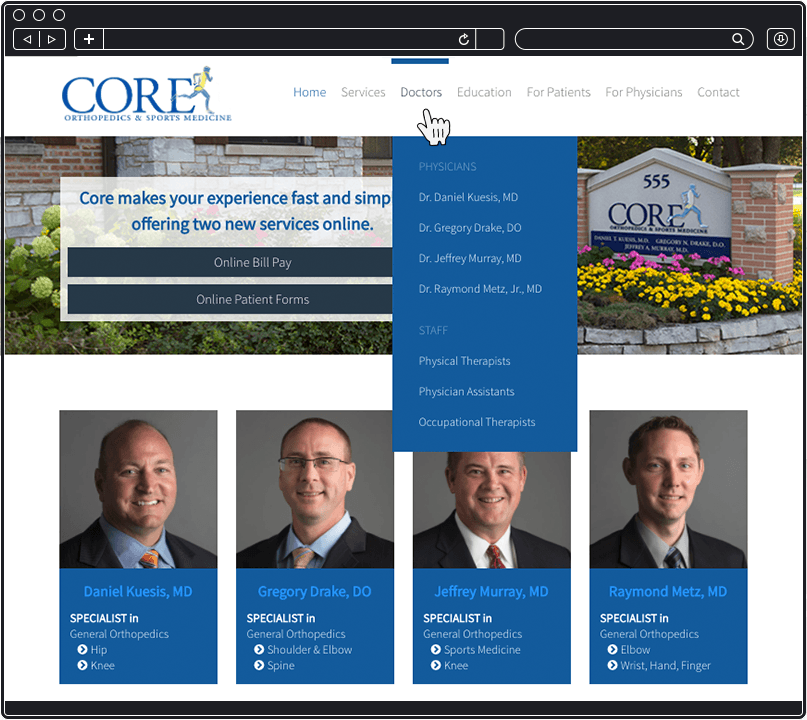 CORE
ORTHOPEDICS & SPORTS MEDICINE
Home Services Doctors Education For Patients For Physicians Contact
Core makes your experience fast and simp
offering two new services online.
Online Bill Pay
Online Patient Forms
PHYSICIANS
Dr. Daniel Kuesis, MD
Dr. Gregory Drake, DO
Dr. Jeffrey Murray, MD
Dr. Raymond Metz, Jr., MD
STAFF
Physical Therapists
Physician Assistants
Occupational Therapists
555
CORE
ORTHOPEDICS & SPORTS MEDICINE
DANIEL T. KUESIS, M.D. GREGORY N. DRAKE, D.O.
JEFFREY A. MURRAY, M.D.
Daniel Kuesis, MD
SPECIALIST in
General Orthopedics
Hip
Knee
Gregory Drake, DO
SPECIALIST in
General Orthopedics
Shoulder & Elbow
Spine
Jeffrey Murray, MD
SPECIALIST in
General Orthopedics
Sports Medicine
Knee
Raymond Metz, MD
SPECIALIST in
General Orthopedics
Elbow
Wrist, Hand, Finger